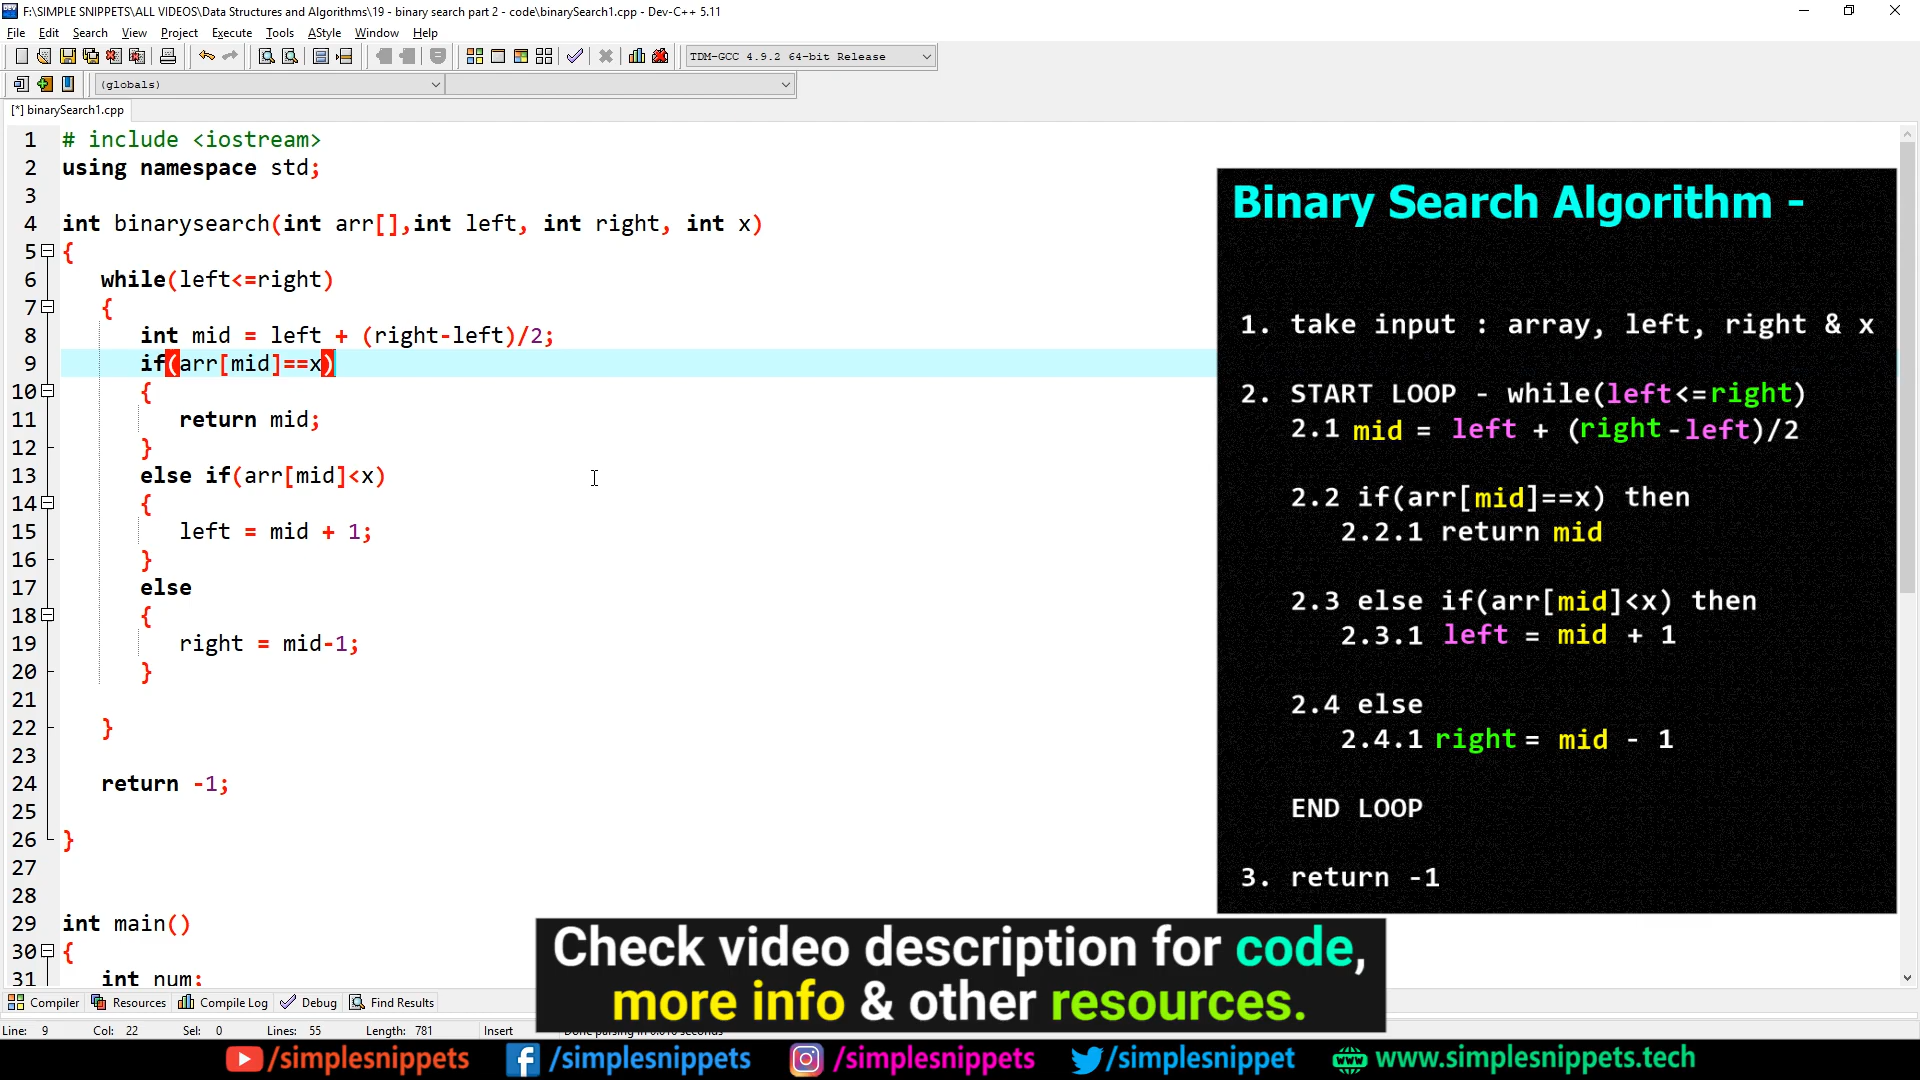 F:\SIMPLE SNIPPETS\ALL VIDEOS\Data Structures and Algorithms\19 - binary search part 2 - code\binarySearch1.cpp - Dev-C++ 5.11
File Edit Search View Project Execute Tools AStyle Window Help
TDM-GCC 4.9.2 64-bit Release
(globals)
[*] binarySearch1.cpp
1 # include <iostream>
2 using namespace std;
3
4 int binarysearch(int arr[],int left, int right, int x)
5 {
6 while(left<=right)
7 {
8 int mid = left + (right-left)/2;
9 if(arr[mid]==x)
10 {
11 return mid;
12 }
13 else if(arr[mid]<x)
14 {
15 left = mid + 1;
16 }
17 else
18 {
19 right = mid-1;
20 }
21
22 }
23
24 return -1;
25
26 }
27
28
29 int main()
30 {
31 int num;
Binary Search Algorithm -
1. take input : array, left, right & x
2. START LOOP - while(left<=right)
2.1 mid = left + (right-left)/2
2.2 if(arr[mid]==x) then
2.2.1 return mid
2.3 else if(arr[mid]<x) then
2.3.1 left = mid + 1
2.4 else
2.4.1 right = mid - 1
END LOOP
3. return -1
Check video description for code,
more info & other resources.
Compiler Resources Compile Log Debug Find Results
Line: 9 Col: 22 Sel: 0 Lines: 55 Length: 781 Insert
/simplesnippets /simplesnippets /simplesnippets /simplesnippet www.simplesnippets.tech